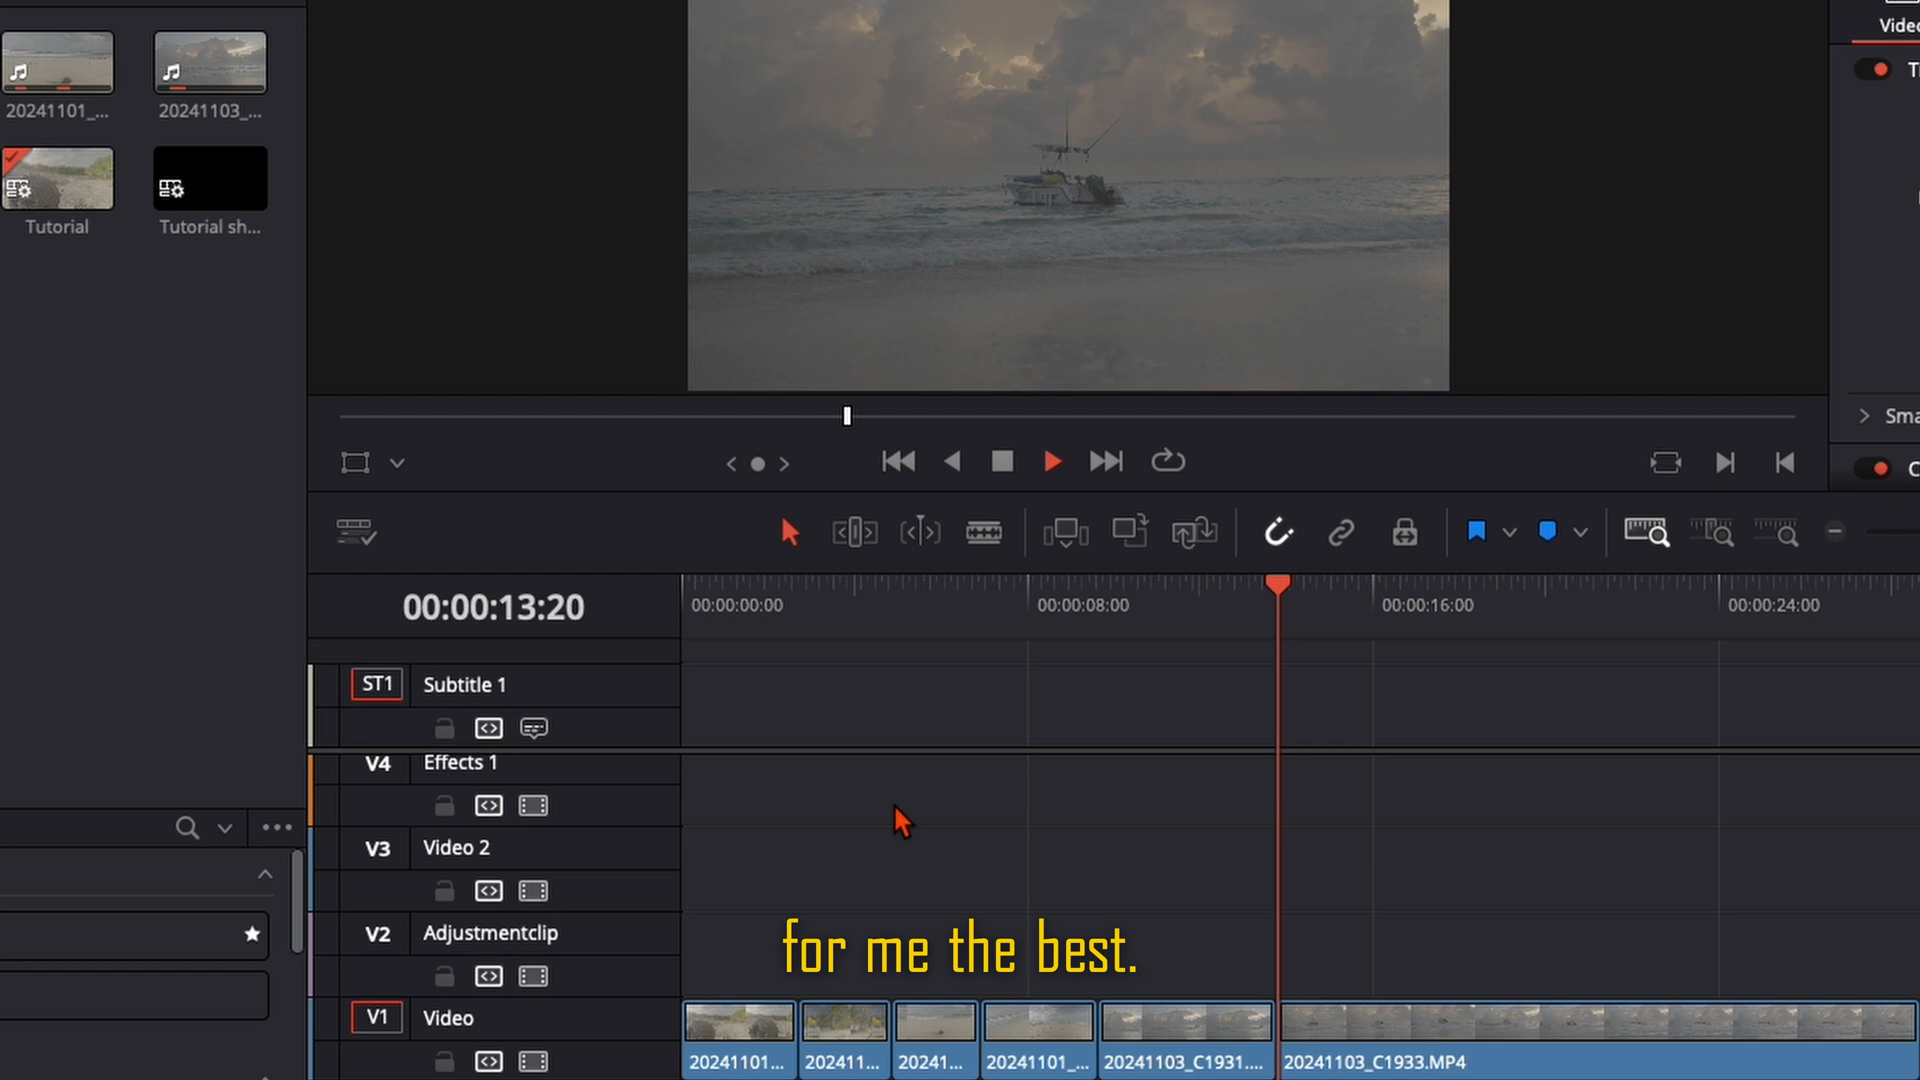 Video
20241101_...
20241103_...
Tutorial
Tutorial sh...
Sma
00:00:13:20
00:00:00:00
00:00:08:00
00:00:16:00
00:00:24:00
ST1
Subtitle 1
V4
Effects 1
V3
Video 2
V2
Adjustmentclip
for me the best.
V1
Video
20241101...
202411...
20241...
20241101_...
20241103_C1931....
20241103_C1933.MP4